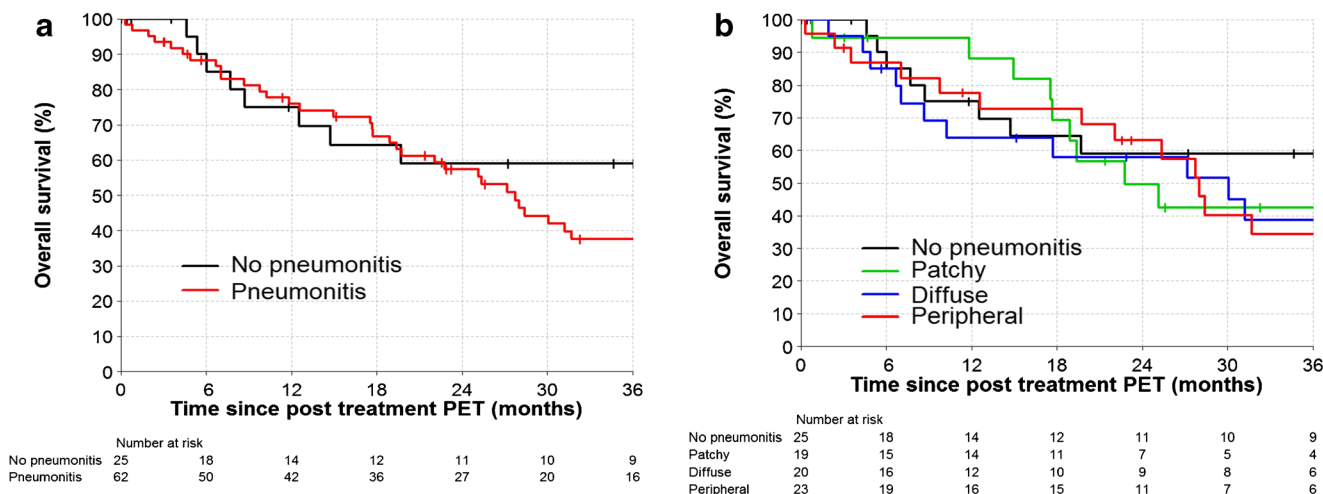 a
100
90
80
70
60
50
40
30
20
10
0
Overall survival (%)
No pneumonitis
Pneumonitis
0 6 12 18 24 30 36
Time since post treatment PET (months)
Number at risk
No pneumonitis 25 18 14 12 11 10 9
Pneumonitis 62 50 42 36 27 20 16
b
100
90
80
70
60
50
40
30
20
10
0
Overall survival (%)
No pneumonitis
Patchy
Diffuse
Peripheral
0 6 12 18 24 30 36
Time since post treatment PET (months)
Number at risk
No pneumonitis 25 18 14 12 11 10 9
Patchy 19 15 14 11 7 5 4
Diffuse 20 16 12 10 9 8 6
Peripheral 23 19 16 15 11 7 6